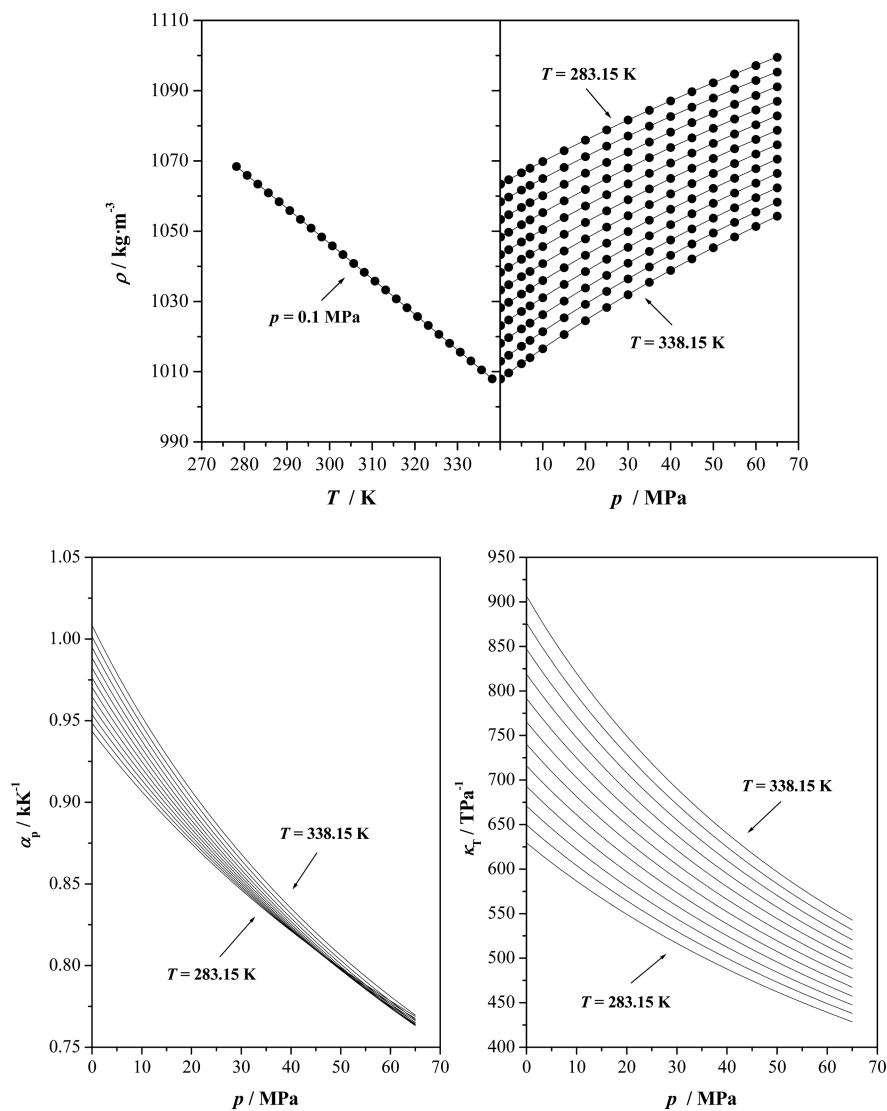 1110
1090
1070
1050
1030
1010
990
ρ / kg·m⁻³
T = 283.15 K
p = 0.1 MPa
T = 338.15 K
270 280 290 300 310 320 330
10 20 30 40 50 60 70
T / K
p / MPa
1.05
1.00
0.95
0.90
0.85
0.80
0.75
αp / kK⁻¹
T = 338.15 K
T = 283.15 K
0 10 20 30 40 50 60 70
p / MPa
950
900
850
800
750
700
650
600
550
500
450
400
κT / TPa⁻¹
T = 338.15 K
T = 283.15 K
0 10 20 30 40 50 60 70
p / MPa